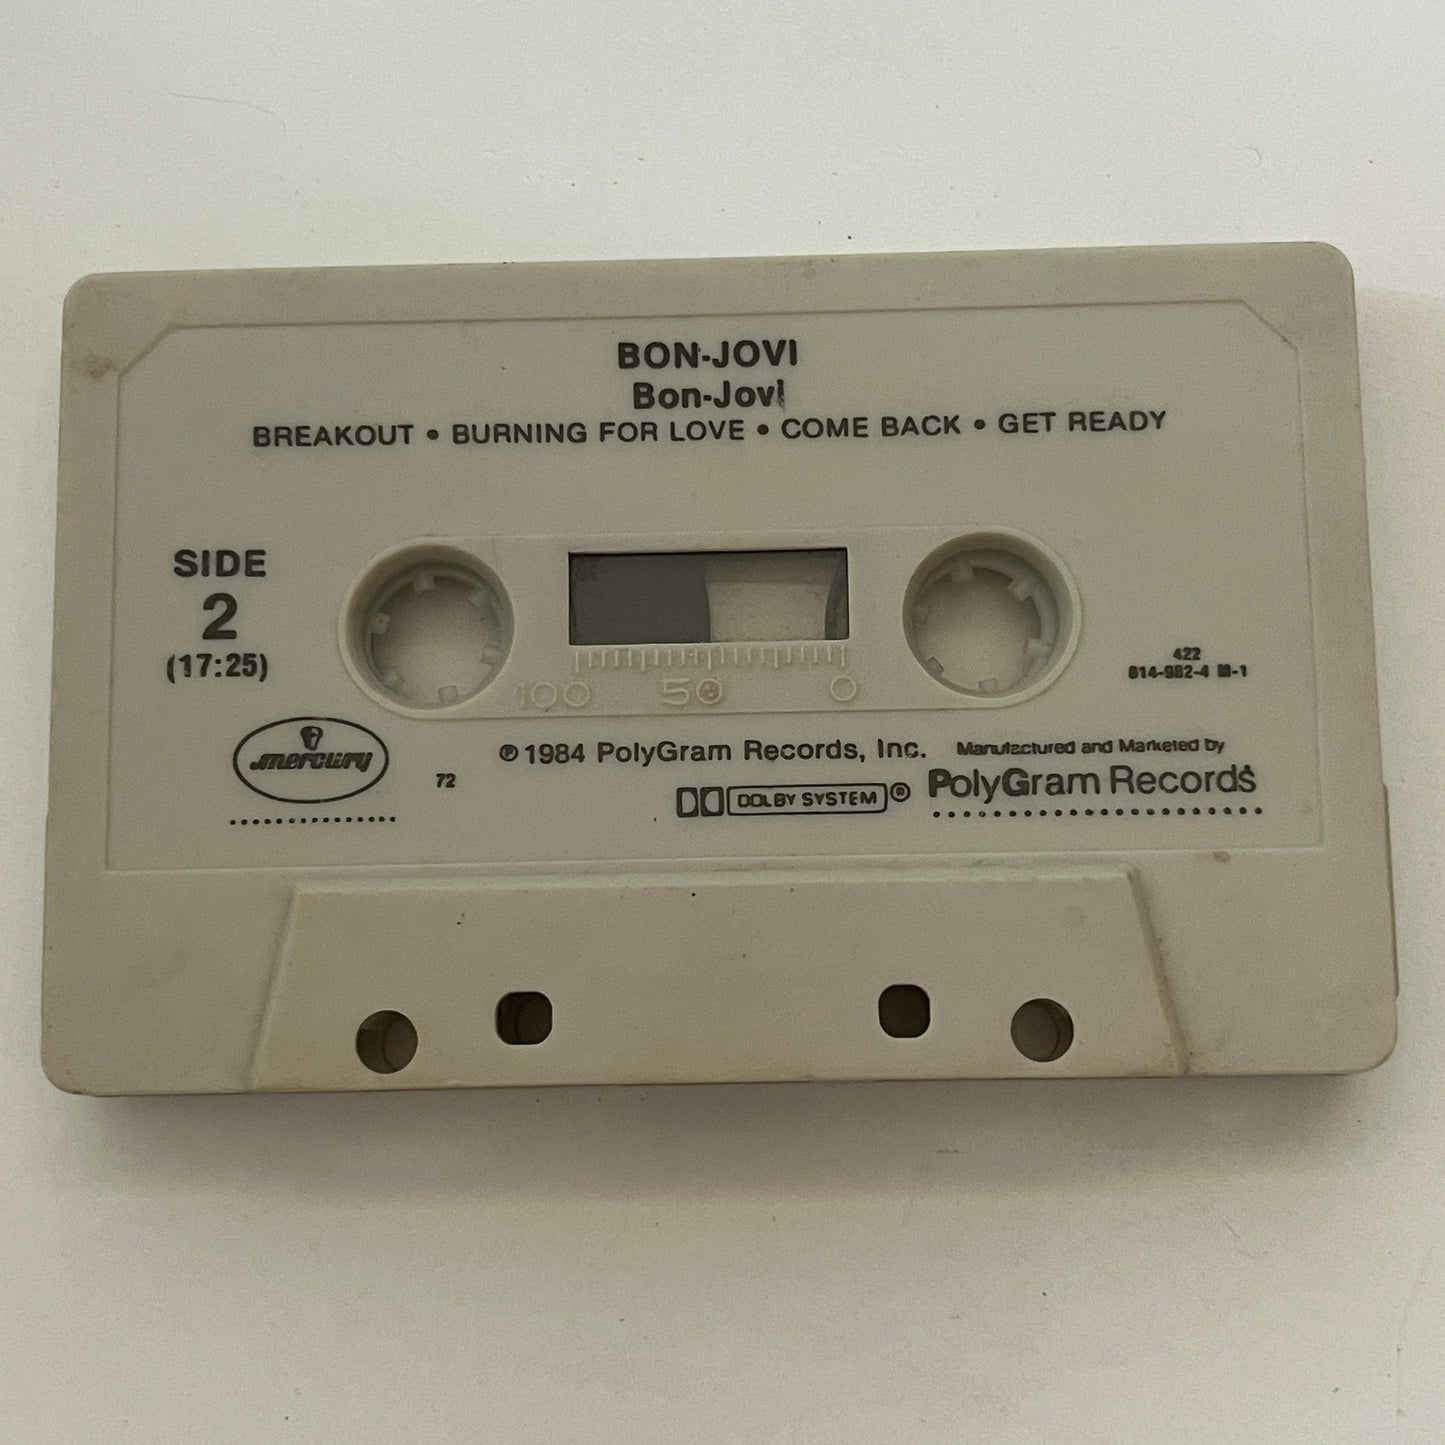 BON-JOVI
Bon-Jovi
BREAKOUT • BURNING FOR LOVE • COME BACK • GET READY
SIDE
2
(17:25)
422
814-982-4 M-1
100 50 0
mercury
72
℗ 1984 PolyGram Records, Inc.
Manufactured and Marketed by
PolyGram Records
DOLBY SYSTEM ®